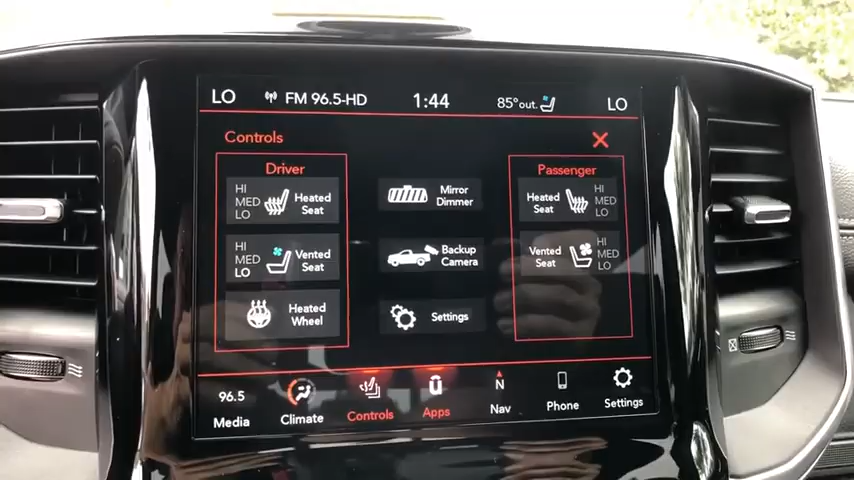 LO FM 96.5-HD 1:44 85°out. LO
Controls
Driver
HI
MED
LO
Heated
Seat
HI
MED
LO
Vented
Seat
Heated
Wheel
Mirror
Dimmer
Backup
Camera
Settings
Passenger
Heated
Seat
HI
MED
LO
Vented
Seat
HI
MED
LO
96.5
Media
Climate
Controls
Apps
N
Nav
Phone
Settings